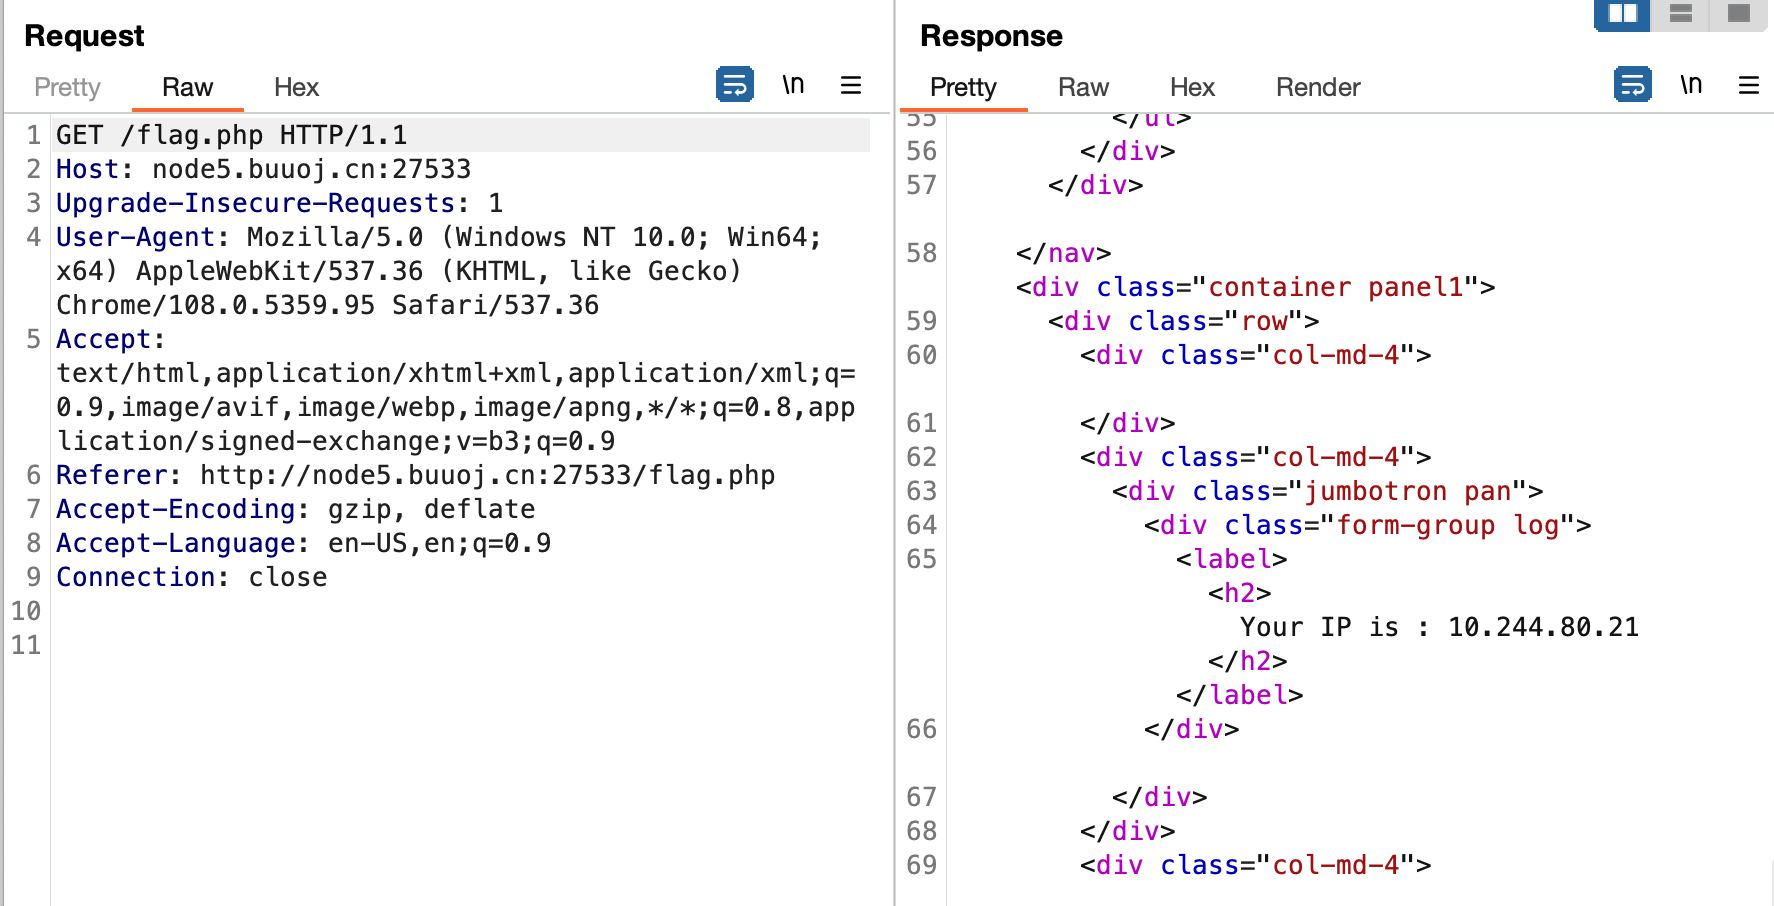 Request
Pretty Raw Hex \n
1 GET /flag.php HTTP/1.1
2 Host: node5.buuoj.cn:27533
3 Upgrade-Insecure-Requests: 1
4 User-Agent: Mozilla/5.0 (Windows NT 10.0; Win64;
x64) AppleWebKit/537.36 (KHTML, like Gecko)
Chrome/108.0.5359.95 Safari/537.36
5 Accept:
text/html,application/xhtml+xml,application/xml;q=
0.9,image/avif,image/webp,image/apng,*/*;q=0.8,app
lication/signed-exchange;v=b3;q=0.9
6 Referer: http://node5.buuoj.cn:27533/flag.php
7 Accept-Encoding: gzip, deflate
8 Accept-Language: en-US,en;q=0.9
9 Connection: close
10
11
Response
Pretty Raw Hex Render \n
55 </ul>
56 </div>
57 </div>
58 </nav>
<div class="container panel1">
59 <div class="row">
60 <div class="col-md-4">
61 </div>
62 <div class="col-md-4">
63 <div class="jumbotron pan">
64 <div class="form-group log">
65 <label>
<h2>
Your IP is : 10.244.80.21
</h2>
</label>
66 </div>
67 </div>
68 </div>
69 <div class="col-md-4">